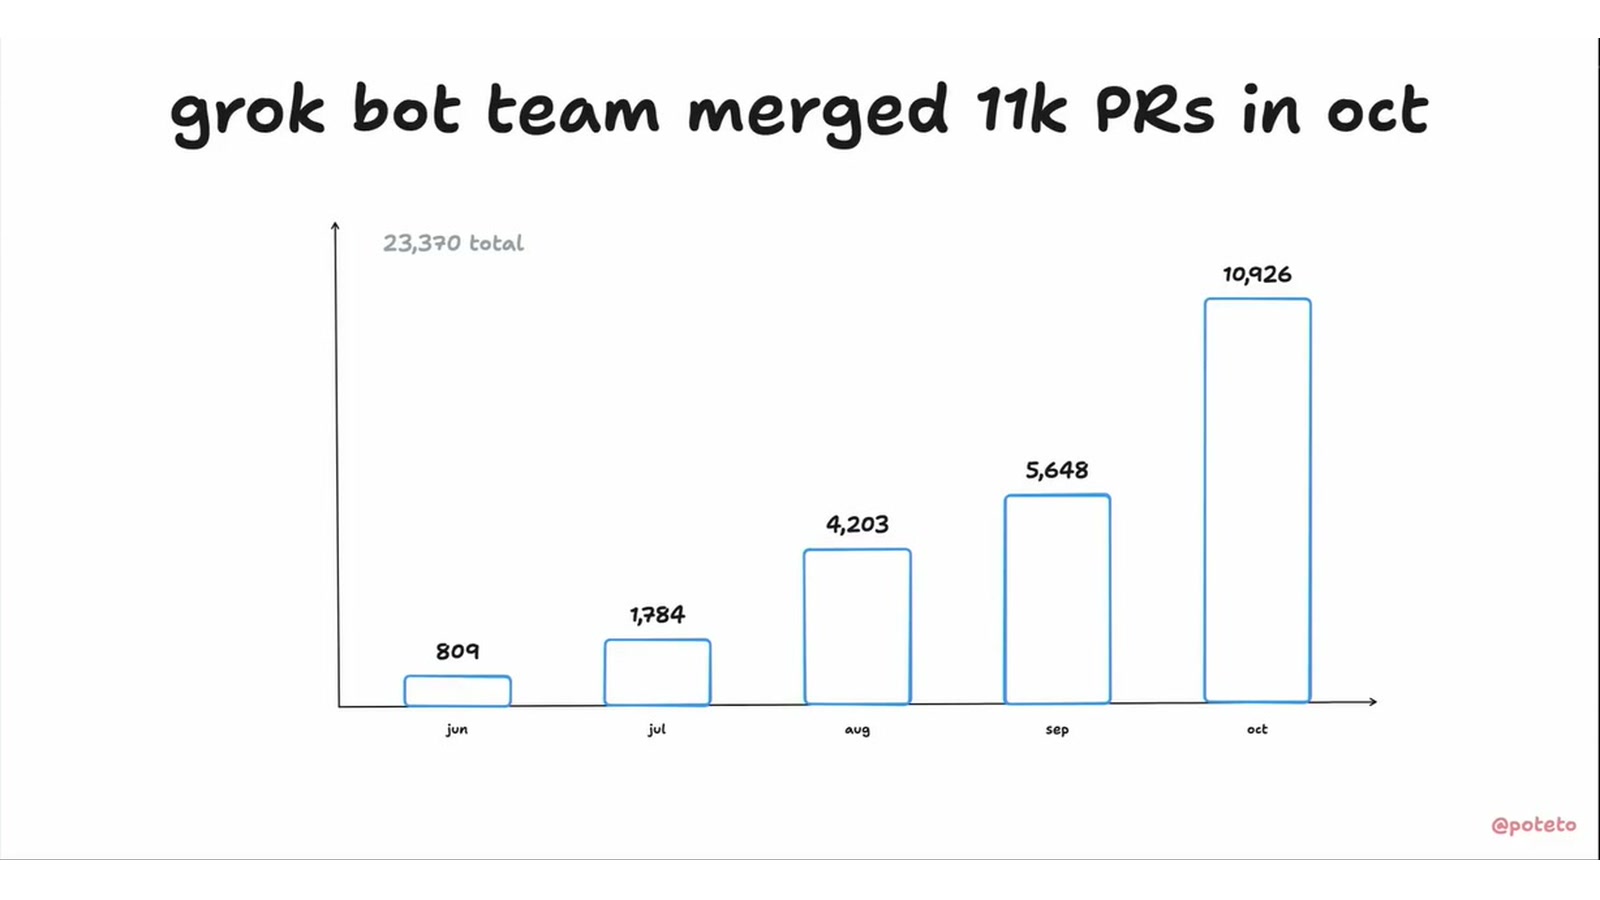 grok bot team merged 11k PRs in oct
23,370 total
10,926
5,648
4,203
1,784
809
jun jul aug sep oct
@poteto